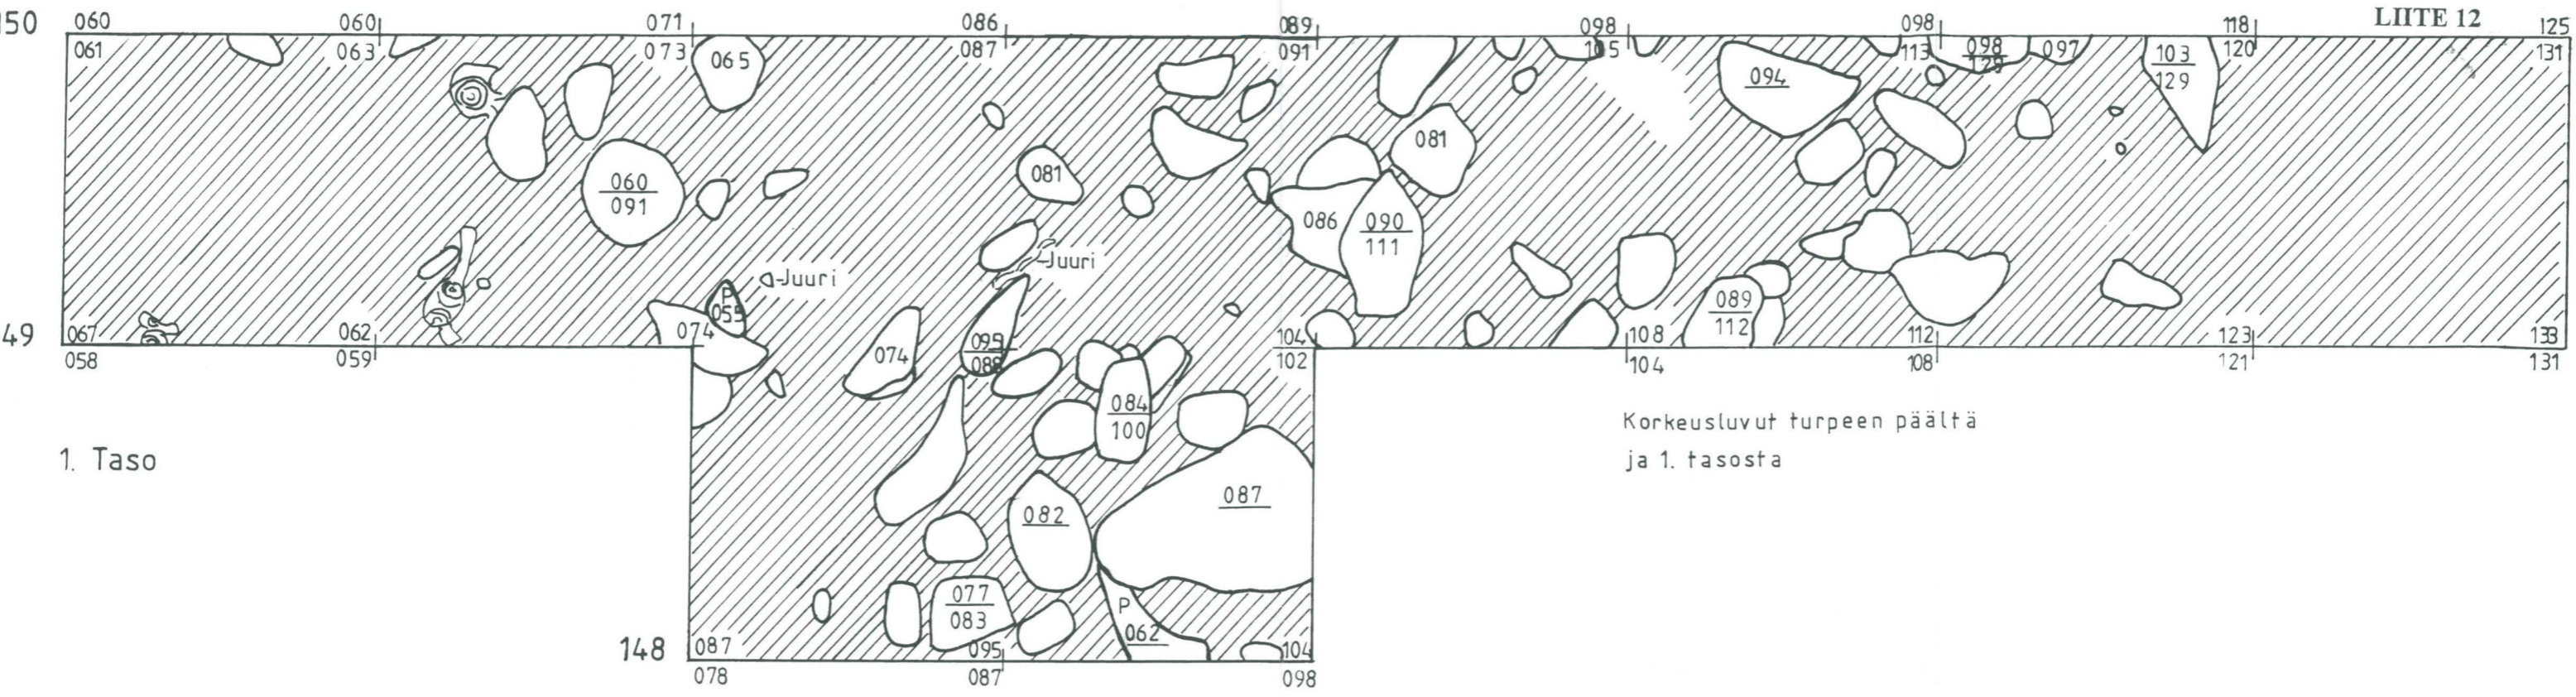 150 060 060 071 086 089 098 098 118 LIITE 12 125
061 063 073 087 091 105 113 098 097 103 120 131
129 129
065
094
081
081
060
091
086 090
111
Juuri
Juuri
P
055
074
074
095
088
089
112
49 067 062 104 108 112 123 133
058 059 102 104 108 121 131
084
100
Korkeusluvut turpeen päältä
ja 1. tasosta
1. Taso
087
082
077
083
P
062
148 087 095 104
078 087 098